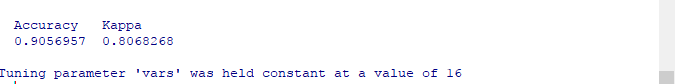 Accuracy Kappa
0.9056957 0.8068268
Tuning parameter 'vars' was held constant at a value of 16